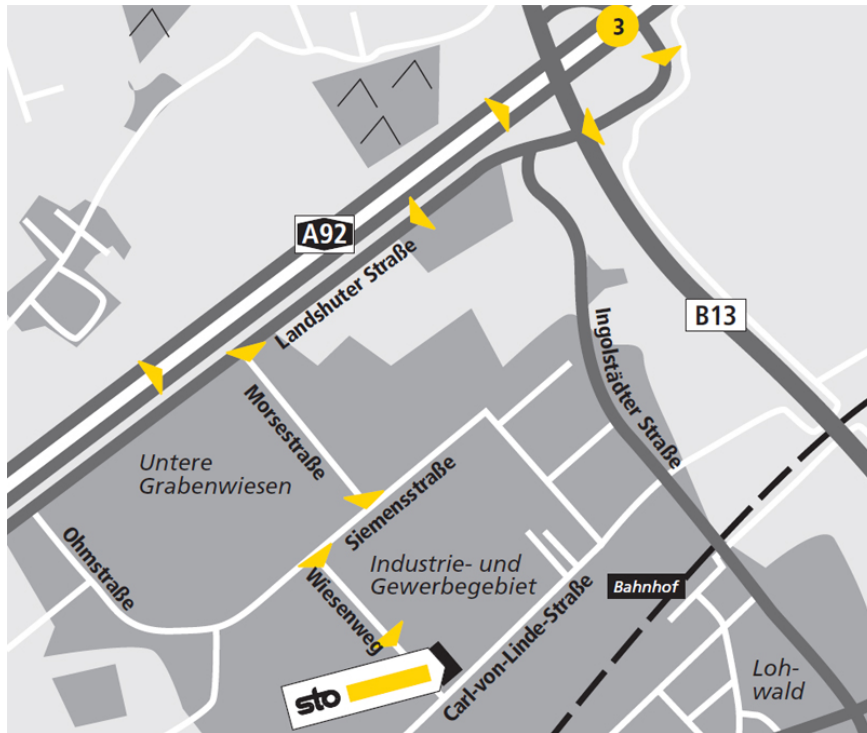 3
A92
Landshuter Straße
B13
Ingolstädter Straße
Morsestraße
Untere
Grabenwiesen
Siemensstraße
Ohmstraße
Industrie- und
Gewerbegebiet
Wiesenweg
Bahnhof
Carl-von-Linde-Straße
sto
Loh-
wald